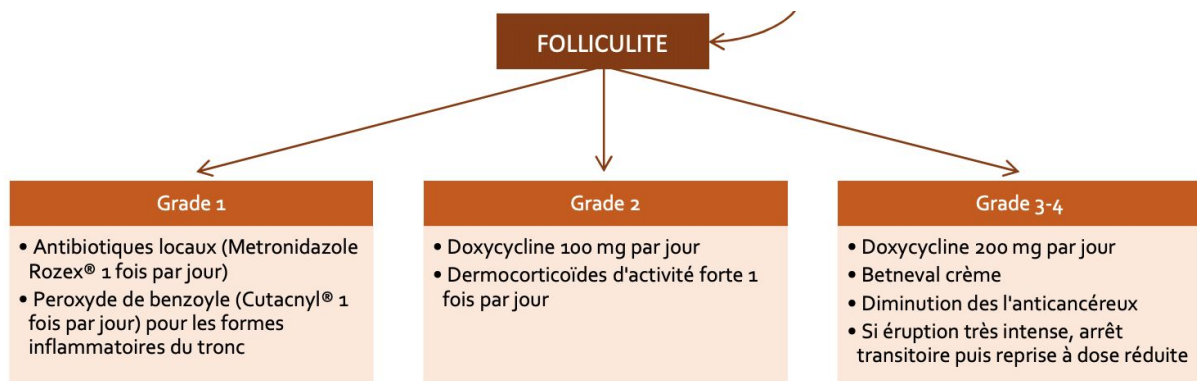 FOLLICULITE
Grade 1
• Antibiotiques locaux (Metronidazole
Rozex® 1 fois par jour)
• Peroxyde de benzoyle (Cutacnyl® 1
fois par jour) pour les formes
inflammatoires du tronc
Grade 2
• Doxycycline 100 mg par jour
• Dermocorticoïdes d'activité forte 1
fois par jour
Grade 3-4
• Doxycycline 200 mg par jour
• Betneval crème
• Diminution des l'anticancéreux
• Si éruption très intense, arrêt
transitoire puis reprise à dose réduite